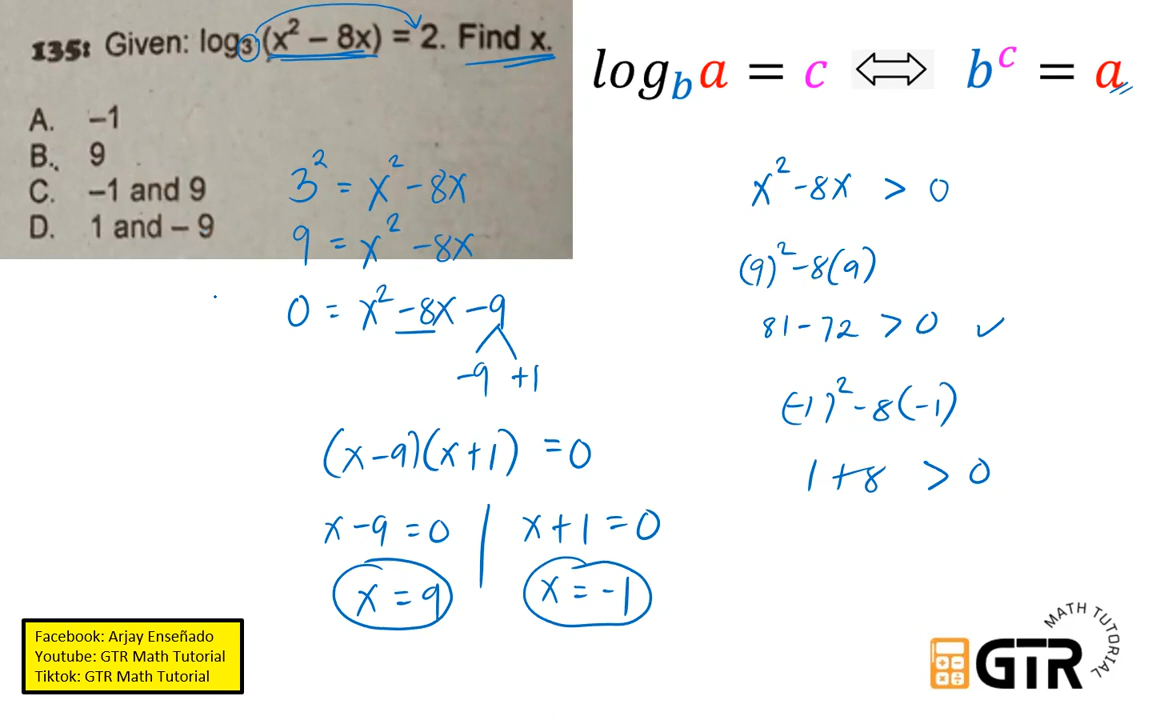 135: Given: log₃ (x² – 8x) = 2. Find x.
A. –1
B. 9
C. –1 and 9
D. 1 and – 9
log_b a = c ⟺ b^c = a
3² = x² - 8x
9 = x² - 8x
0 = x² - 8x - 9
-9 +1
(x-9)(x+1) = 0
x-9 = 0 | x+1 = 0
x = 9 x = -1
x² - 8x > 0
(9)² - 8(9)
81 - 72 > 0 ✓
(-1)² - 8(-1)
1 + 8 > 0
Facebook: Arjay Enseñado
Youtube: GTR Math Tutorial
Tiktok: GTR Math Tutorial
GTR
MATH TUTORIAL